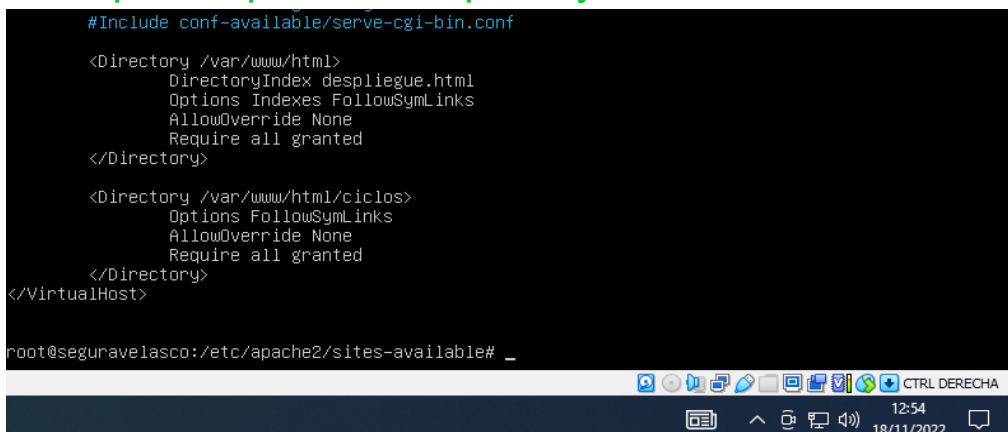 #Include conf-available/serve-cgi-bin.conf
<Directory /var/www/html>
DirectoryIndex despliegue.html
Options Indexes FollowSymLinks
AllowOverride None
Require all granted
</Directory>
<Directory /var/www/html/ciclos>
Options FollowSymLinks
AllowOverride None
Require all granted
</Directory>
</VirtualHost>
root@seguravelasco:/etc/apache2/sites-available# _
CTRL DERECHA
12:54
18/11/2022